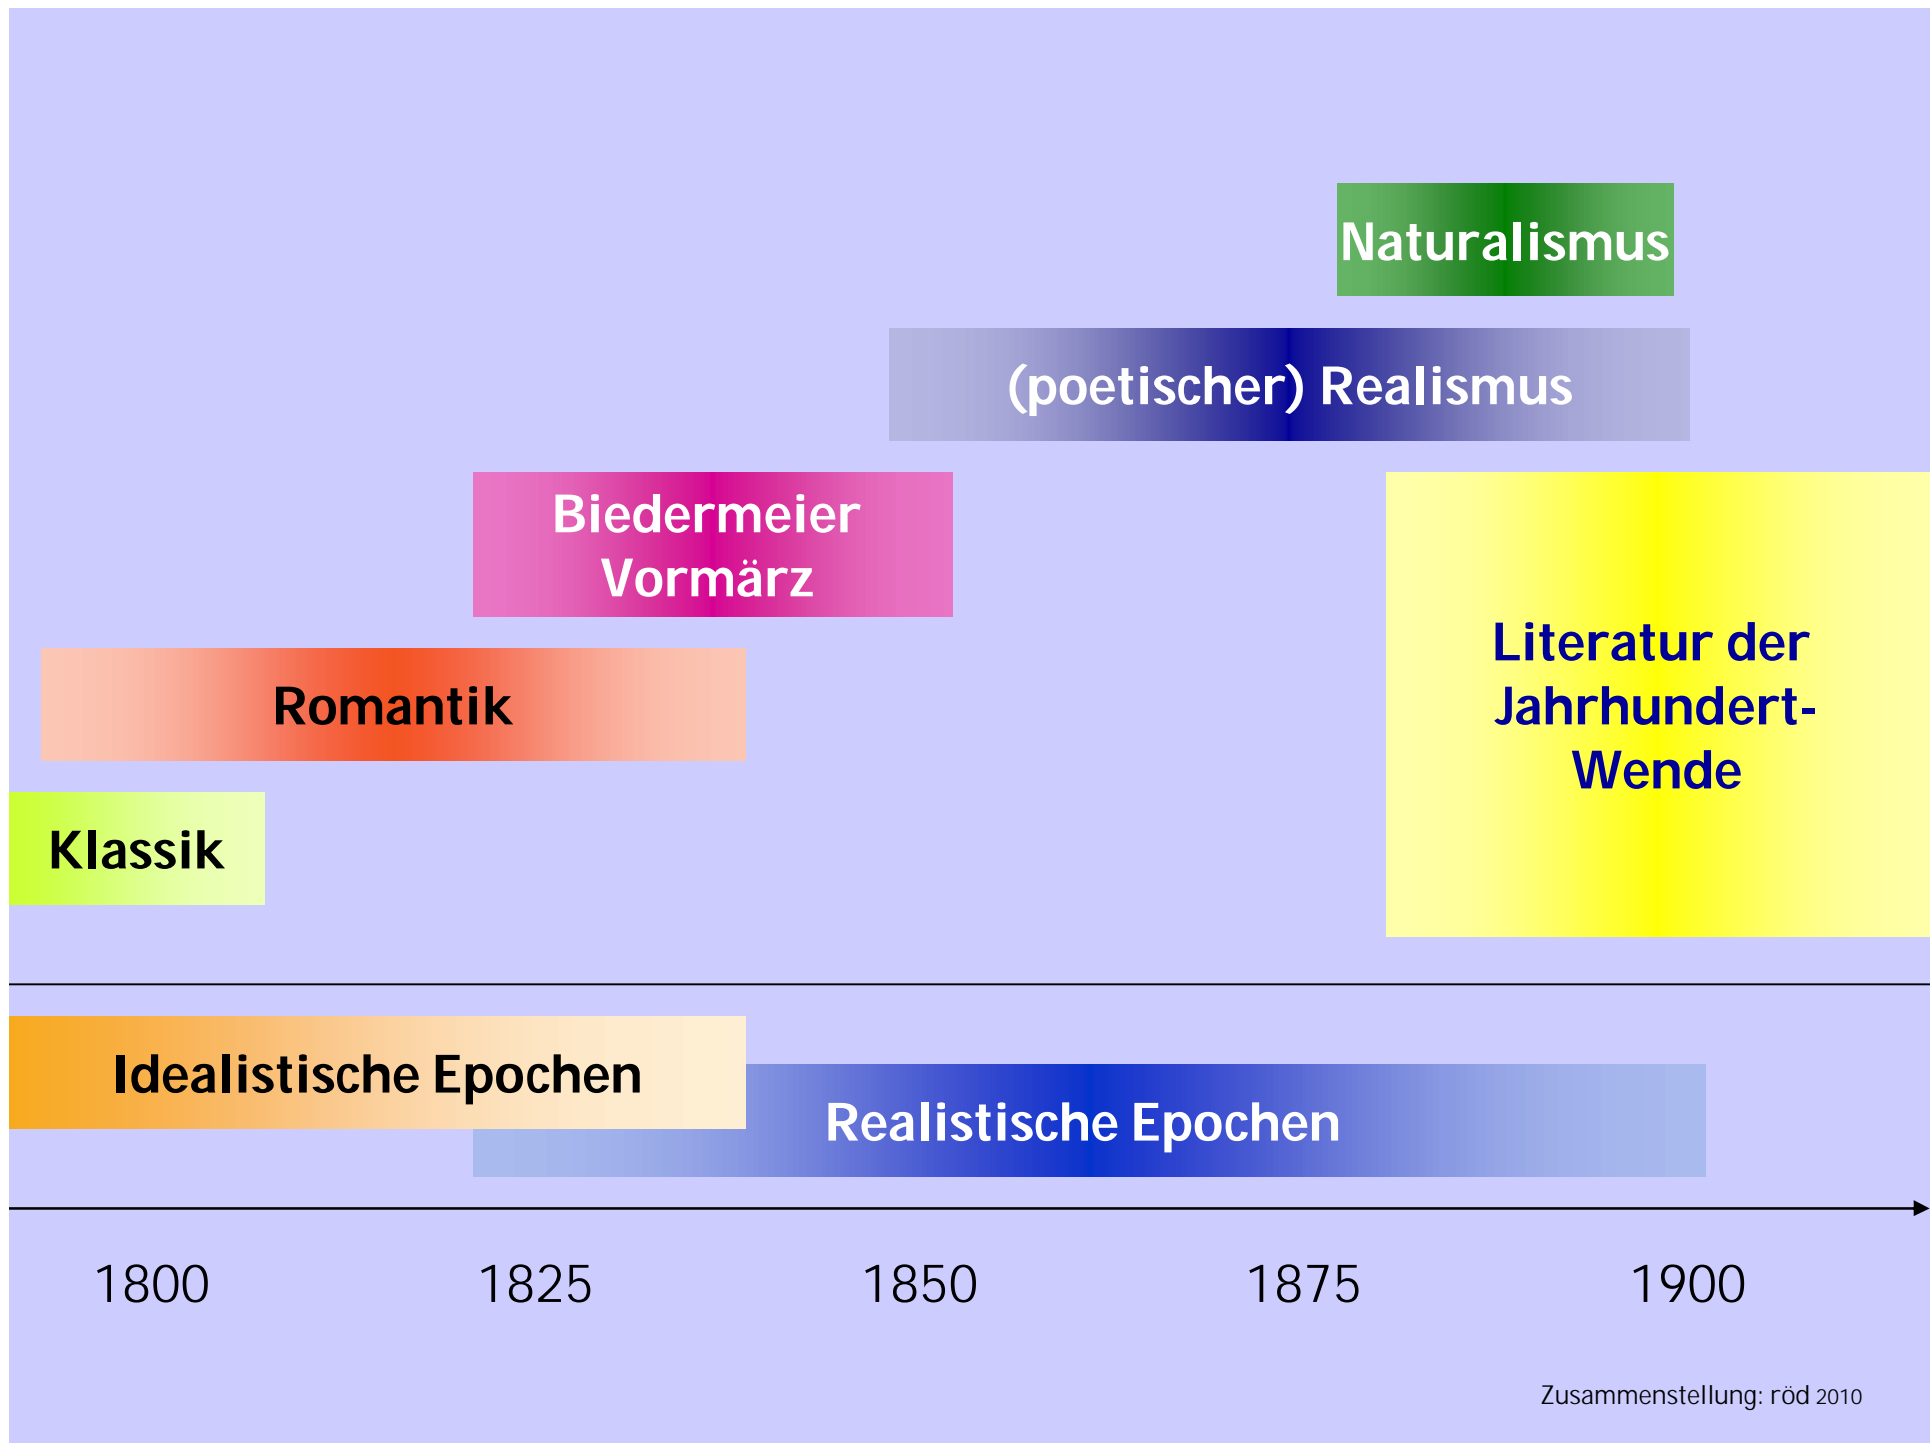 Naturalismus
(poetischer) Realismus
Biedermeier
Vormärz
Literatur der
Jahrhundert-
Wende
Romantik
Klassik
Idealistische Epochen
Realistische Epochen
1800 1825 1850 1875 1900
Zusammenstellung: röd 2010